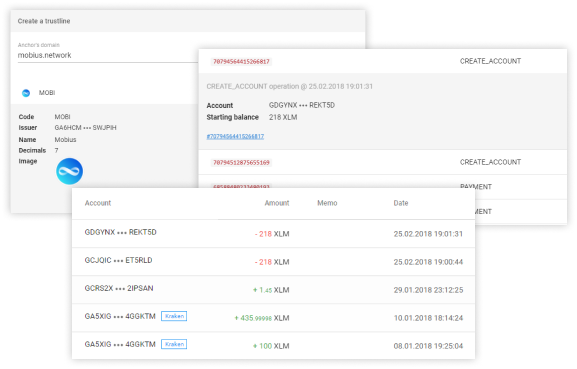 Create a trustline
Anchor's domain
mobius.network
MOBI
Code MOBI
Issuer GA6HCM ••• SWJPIH
Name Mobius
Decimals 7
Image
70794564415266817 CREATE_ACCOUNT
CREATE_ACCOUNT operation @ 25.02.2018 19:01:31
Account GDGYNX ••• REKT5D
Starting balance 218 XLM
#70794564415266817
70794512875655169 CREATE_ACCOUNT
PAYMENT
Account Amount Memo Date
GDGYNX ••• REKT5D - 218 XLM 25.02.2018 19:01:31
GCJQIC ••• ET5RLD - 218 XLM 25.02.2018 19:00:44
GCRS2X ••• 2IPSAN + 1.45 XLM 29.01.2018 23:12:25
GA5XIG ••• 4GGKTM Kraken + 435.99998 XLM 10.01.2018 18:14:24
GA5XIG ••• 4GGKTM Kraken + 100 XLM 08.01.2018 19:25:04